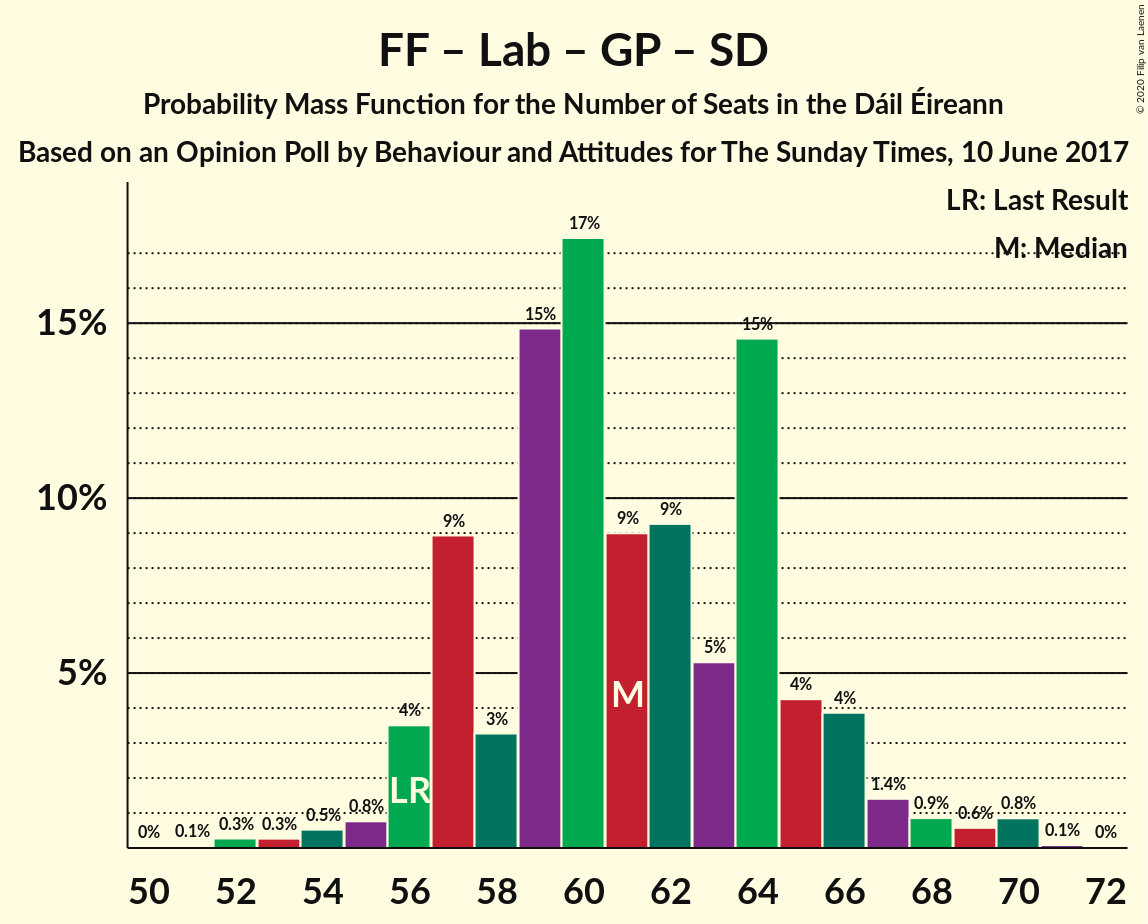 FF – Lab – GP – SD
Probability Mass Function for the Number of Seats in the Dáil Éireann
Based on an Opinion Poll by Behaviour and Attitudes for The Sunday Times, 10 June 2017
© 2020 Filip van Laenen
LR: Last Result
M: Median
15%
10%
5%
0%
0.1%
0.3%
0.3%
0.5%
0.8%
4%
9%
3%
15%
17%
9%
9%
5%
15%
4%
4%
1.4%
0.9%
0.6%
0.8%
0.1%
0%
LR
M
50 52 54 56 58 60 62 64 66 68 70 72